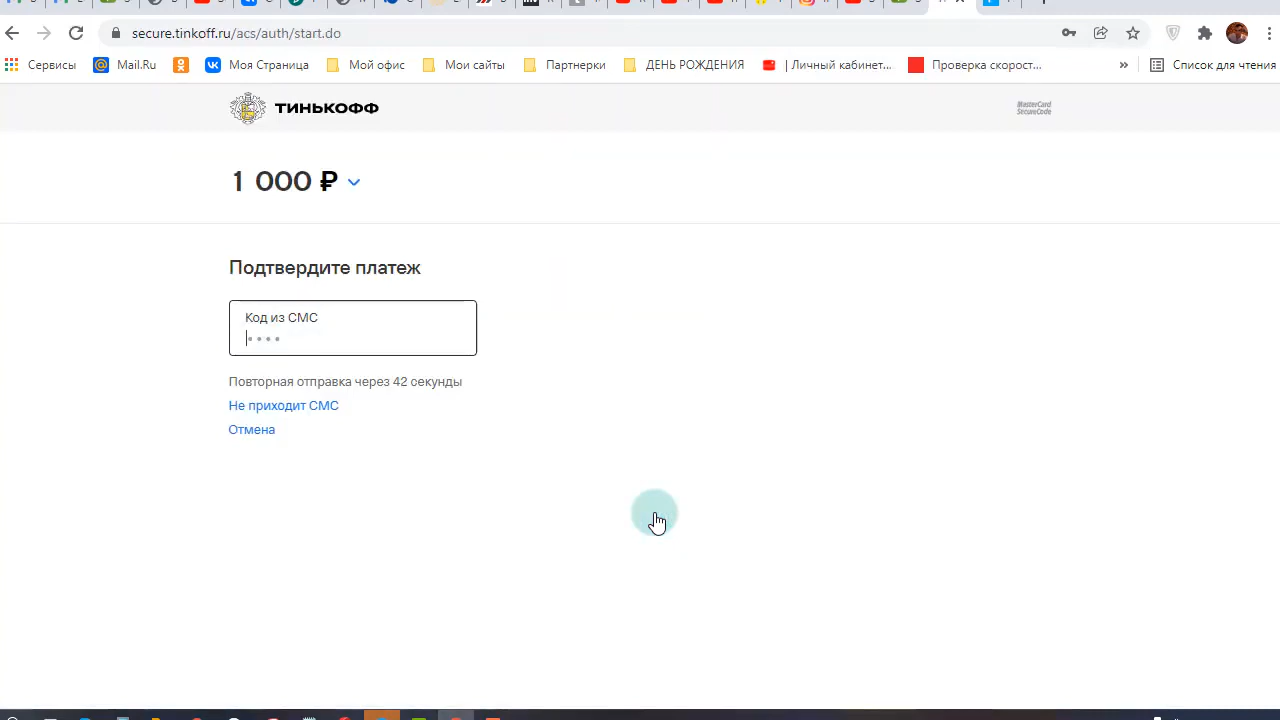 secure.tinkoff.ru/acs/auth/start.do
Сервисы Mail.Ru Моя Страница Мой офис Мои сайты Партнерки ДЕНЬ РОЖДЕНИЯ | Личный кабинет... Проверка скорост... » Список для чтения
ТИНЬКОФФ MasterCard SecureCode
1 000 ₽
Подтвердите платеж
Код из СМС
Повторная отправка через 42 секунды
Не приходит СМС
Отмена